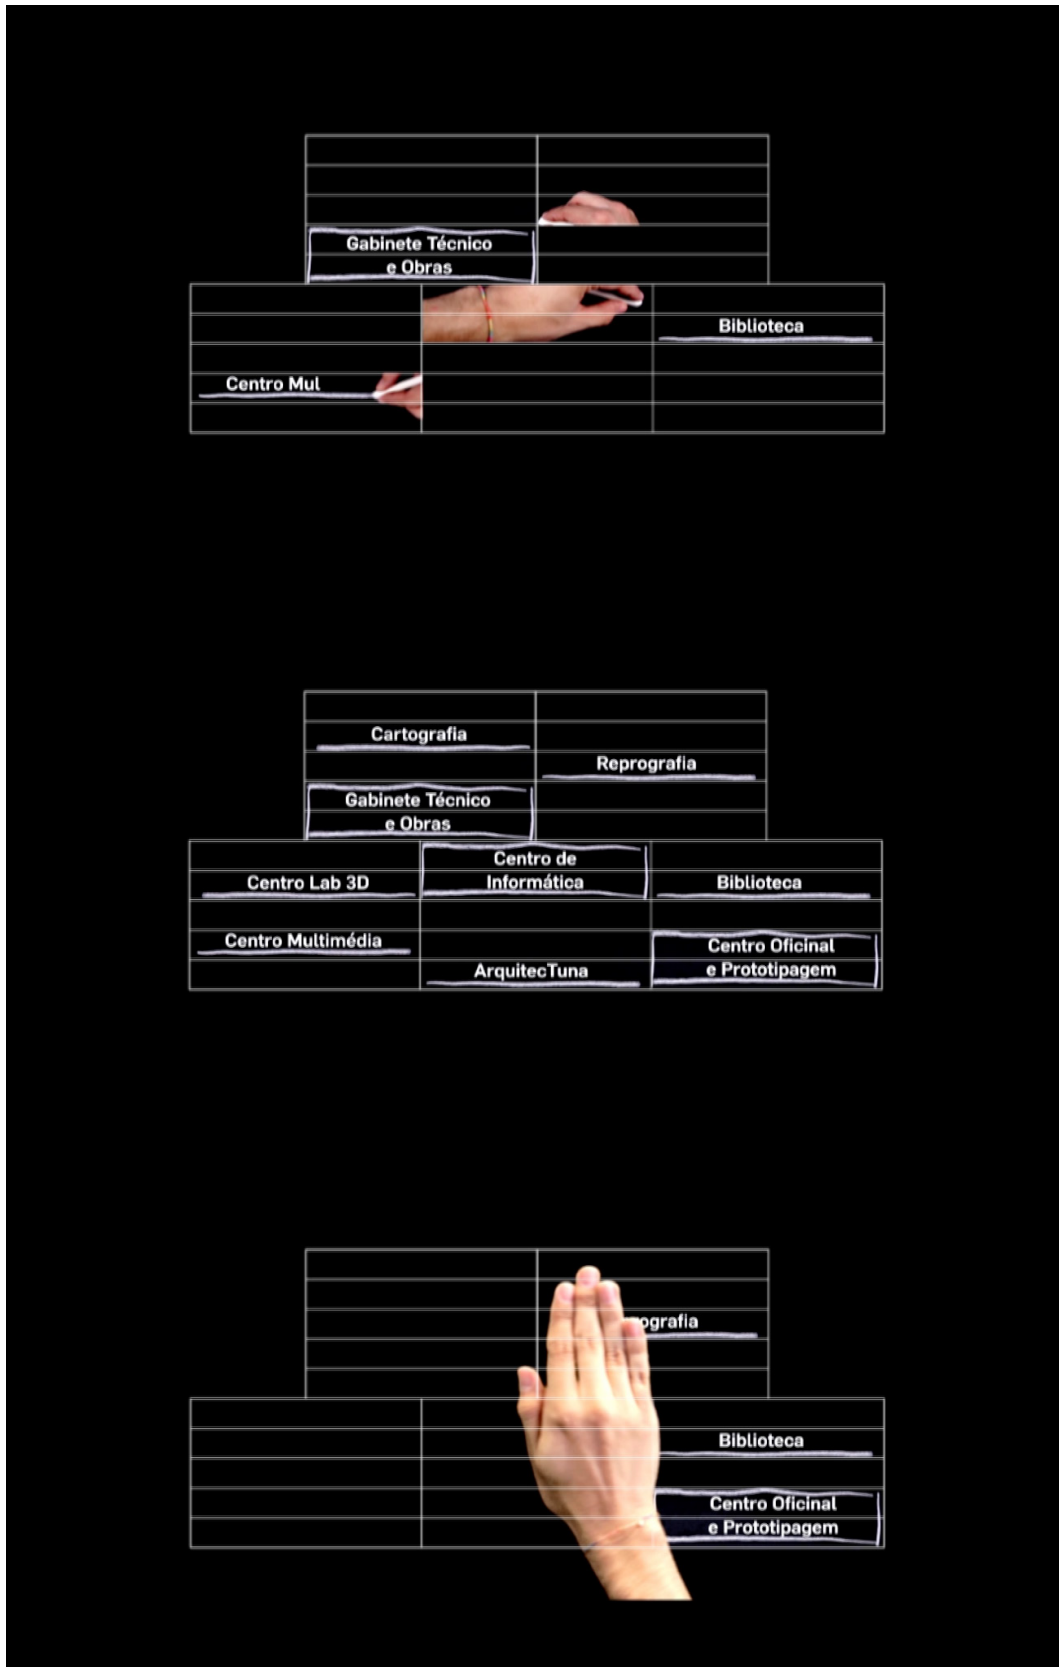 Gabinete Técnico
e Obras
Biblioteca
Centro Mul
Cartografia
Reprografia
Gabinete Técnico
e Obras
Centro de
Informática
Centro Lab 3D
Biblioteca
Centro Multimédia
Centro Oficinal
e Prototipagem
ArquitecTuna
ografia
Biblioteca
Centro Oficinal
e Prototipagem